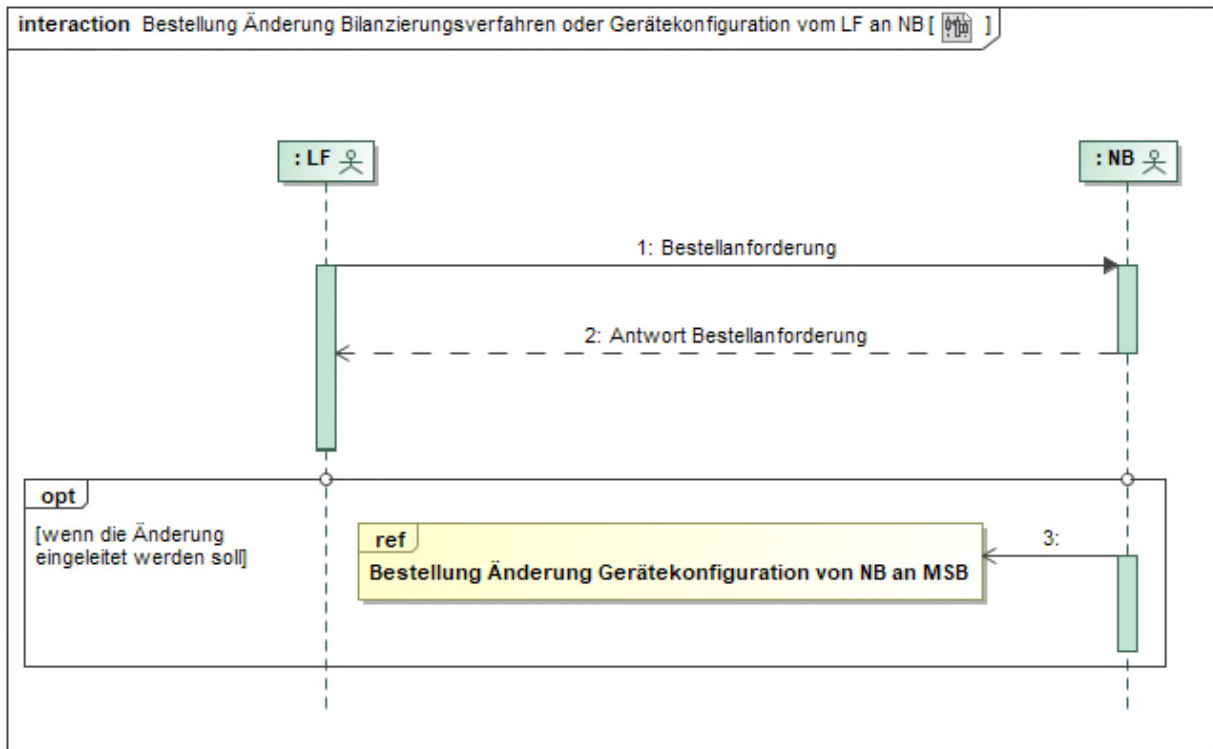 interaction Bestellung Änderung Bilanzierungsverfahren oder Gerätekonfiguration vom LF an NB [ ]
: LF
: NB
1: Bestellanforderung
2: Antwort Bestellanforderung
opt
[wenn die Änderung
eingeleitet werden soll]
ref
3:
Bestellung Änderung Gerätekonfiguration von NB an MSB